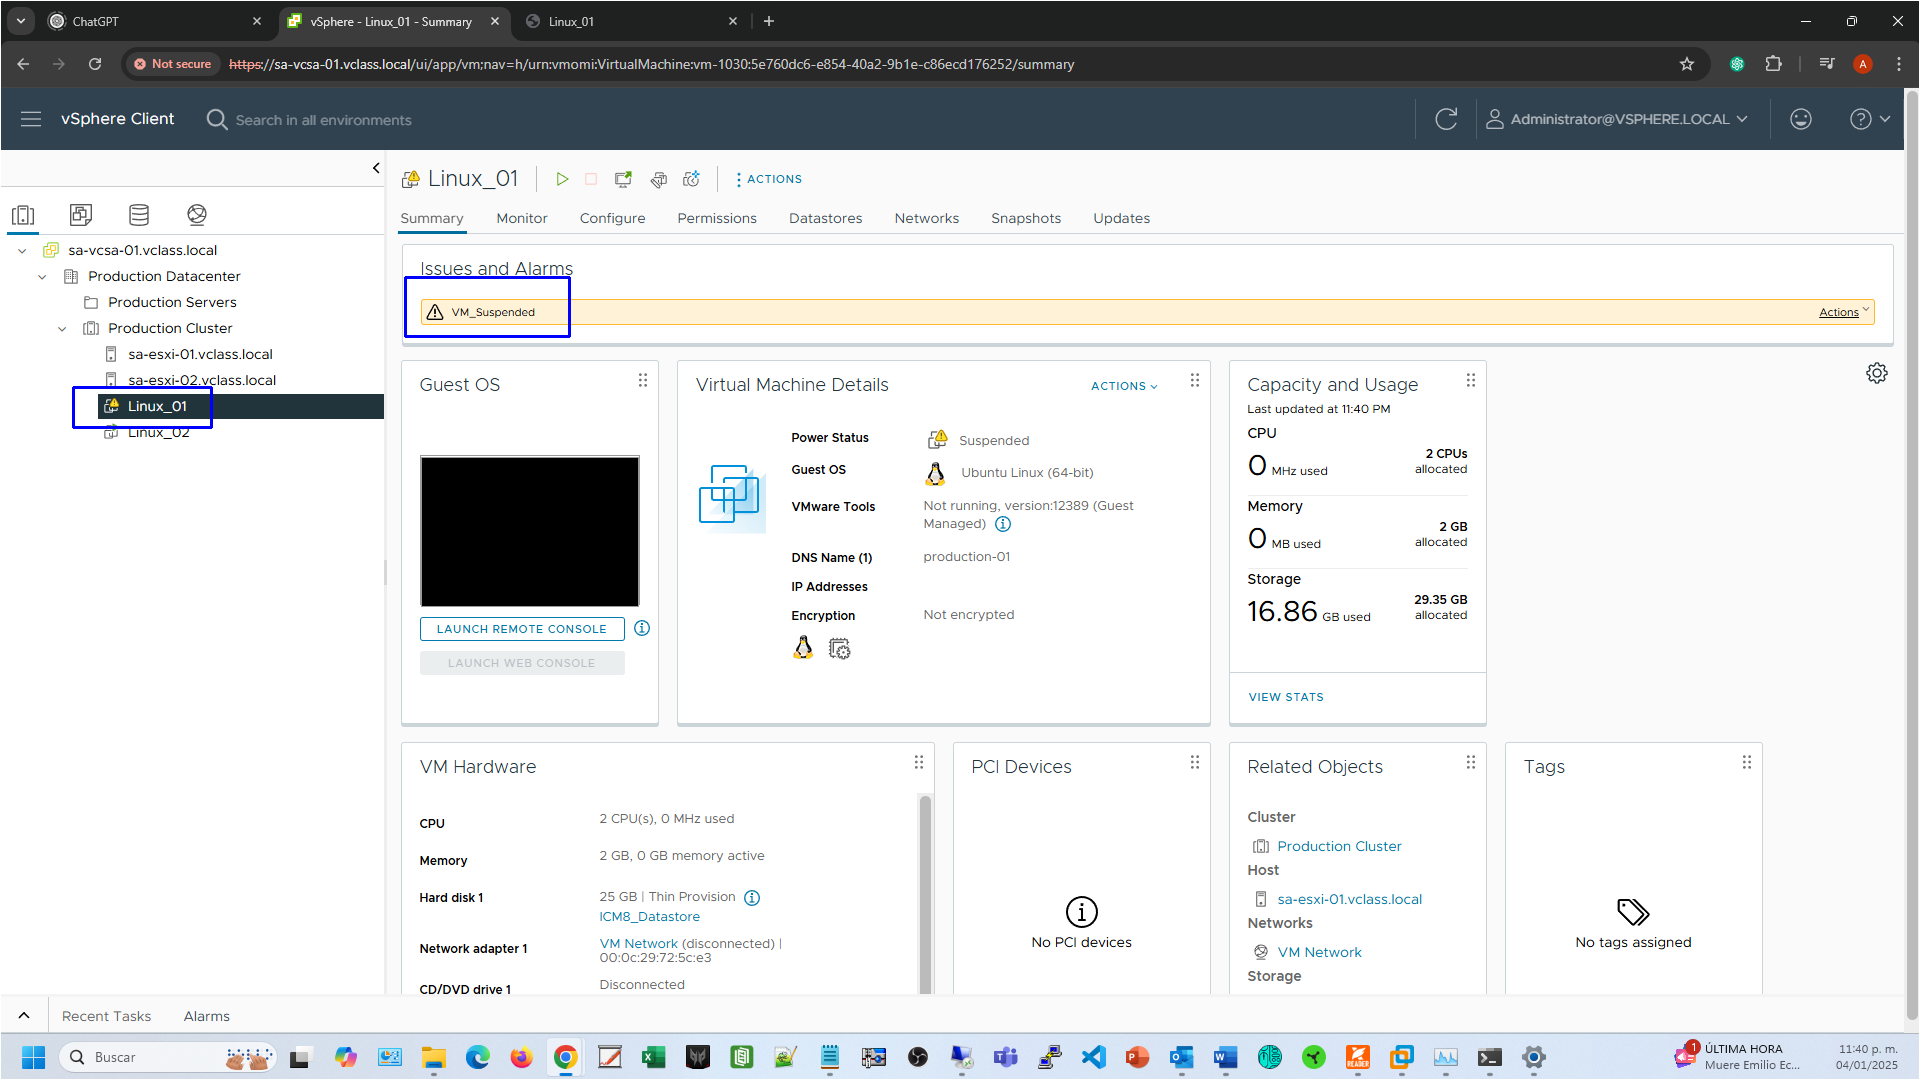 ChatGPT
vSphere - Linux_01 - Summary
Linux_01
Not secure
https://sa-vcsa-01.vclass.local/ui/app/vm;nav=h/urn:vmomi:VirtualMachine:vm-1030:5e760dc6-e854-40a2-9b1e-c86ecd176252/summary
A
vSphere Client
Search in all environments
Administrator@VSPHERE.LOCAL
sa-vcsa-01.vclass.local
Production Datacenter
Production Servers
Production Cluster
sa-esxi-01.vclass.local
sa-esxi-02.vclass.local
Linux_01
Linux_02
Linux_01
ACTIONS
Summary
Monitor
Configure
Permissions
Datastores
Networks
Snapshots
Updates
Issues and Alarms
VM_Suspended
Actions
Guest OS
LAUNCH REMOTE CONSOLE
LAUNCH WEB CONSOLE
Virtual Machine Details
ACTIONS
Power Status
Suspended
Guest OS
Ubuntu Linux (64-bit)
VMware Tools
Not running, version:12389 (Guest
Managed)
DNS Name (1)
production-01
IP Addresses
Encryption
Not encrypted
Capacity and Usage
Last updated at 11:40 PM
CPU
0 MHz used
2 CPUs
allocated
Memory
0 MB used
2 GB
allocated
Storage
16.86 GB used
29.35 GB
allocated
VIEW STATS
VM Hardware
CPU
2 CPU(s), 0 MHz used
Memory
2 GB, 0 GB memory active
Hard disk 1
25 GB | Thin Provision
ICM8_Datastore
Network adapter 1
VM Network (disconnected) |
00:0c:29:72:5c:e3
CD/DVD drive 1
Disconnected
PCI Devices
No PCI devices
Related Objects
Cluster
Production Cluster
Host
sa-esxi-01.vclass.local
Networks
VM Network
Storage
Tags
No tags assigned
Recent Tasks
Alarms
Buscar
1
ÚLTIMA HORA
Muere Emilio Ec...
11:40 p. m.
04/01/2025